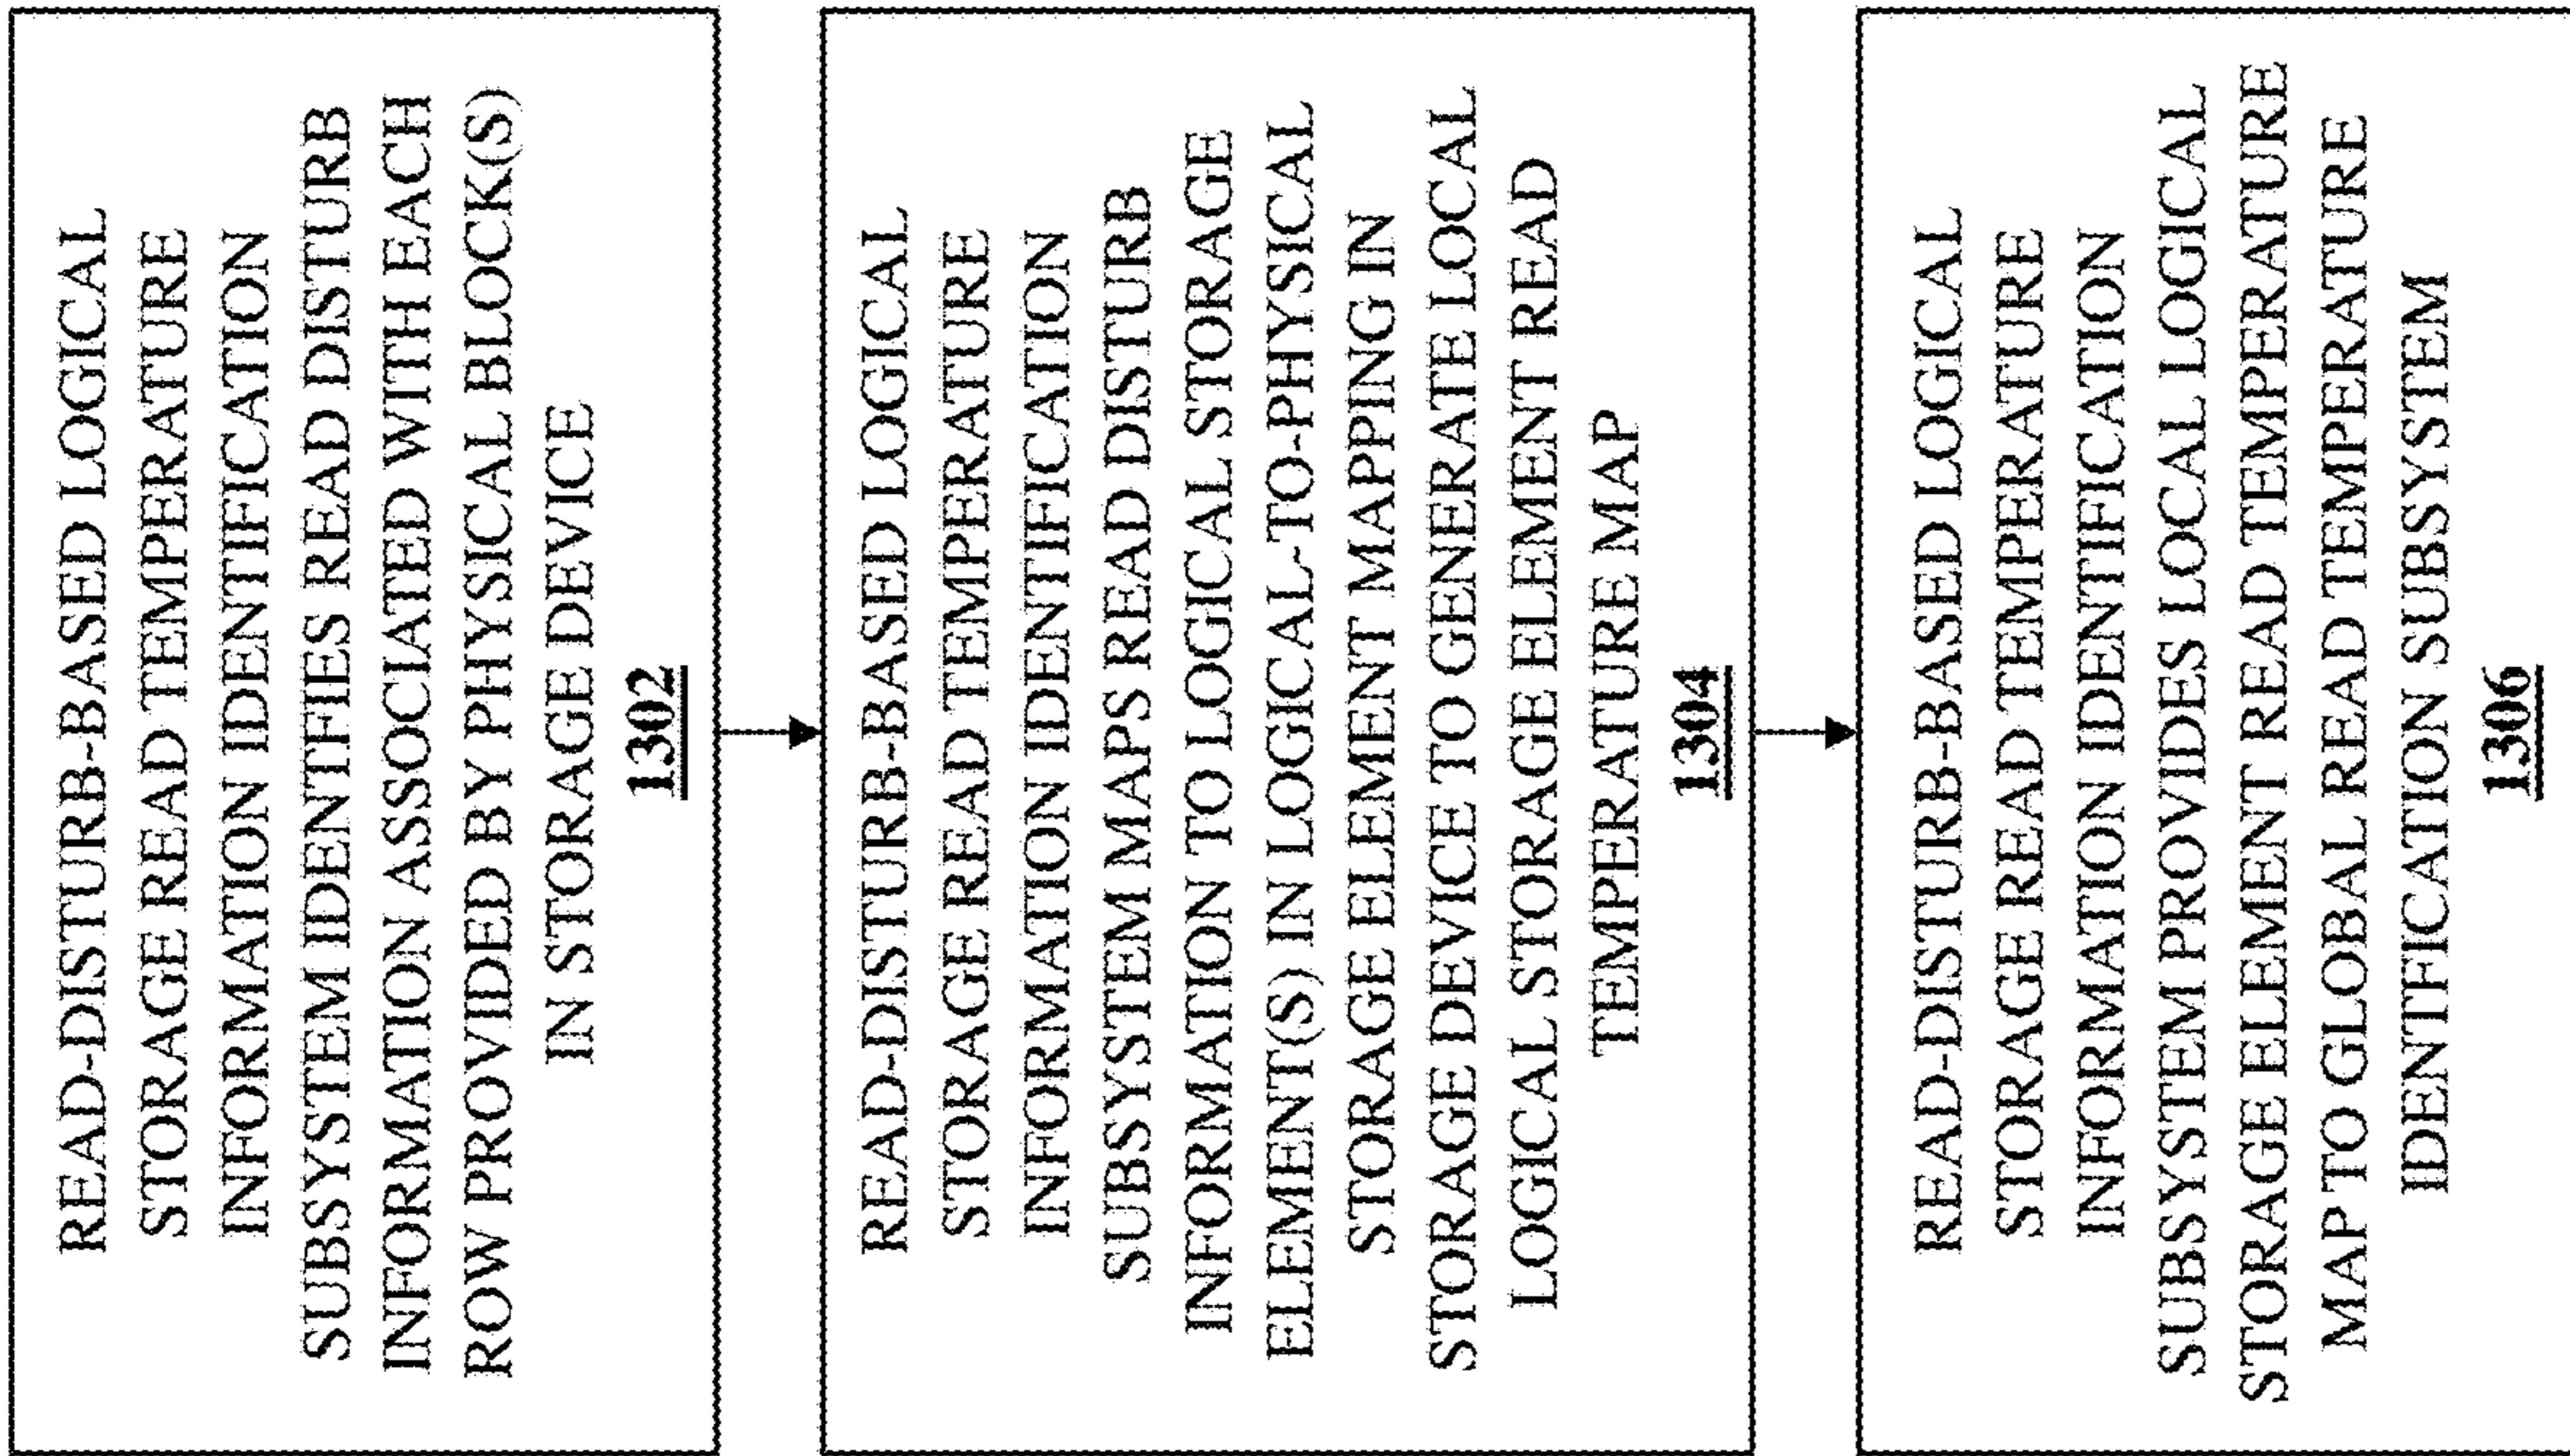 READ-DISTURB-BASED LOGICAL
STORAGE READ TEMPERATURE
INFORMATION IDENTIFICATION
SUBSYSTEM IDENTIFIES READ DISTURB
INFORMATION ASSOCIATED WITH EACH
ROW PROVIDED BY PHYSICAL BLOCK(S)
IN STORAGE DEVICE
1302
READ-DISTURB-BASED LOGICAL
STORAGE READ TEMPERATURE
INFORMATION IDENTIFICATION
SUBSYSTEM MAPS READ DISTURB
INFORMATION TO LOGICAL STORAGE
ELEMENT(S) IN LOGICAL-TO-PHYSICAL
STORAGE ELEMENT MAPPING IN
STORAGE DEVICE TO GENERATE LOCAL
LOGICAL STORAGE ELEMENT READ
TEMPERATURE MAP
1304
READ-DISTURB-BASED LOGICAL
STORAGE READ TEMPERATURE
INFORMATION IDENTIFICATION
SUBSYSTEM PROVIDES LOCAL LOGICAL
STORAGE ELEMENT READ TEMPERATURE
MAP TO GLOBAL READ TEMPERATURE
IDENTIFICATION SUBSYSTEM
1306